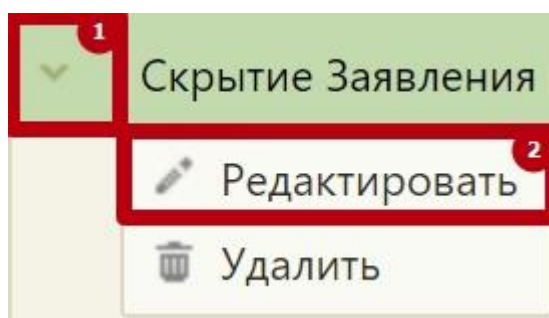 1
Скрытие Заявления
2
Редактировать
Удалить